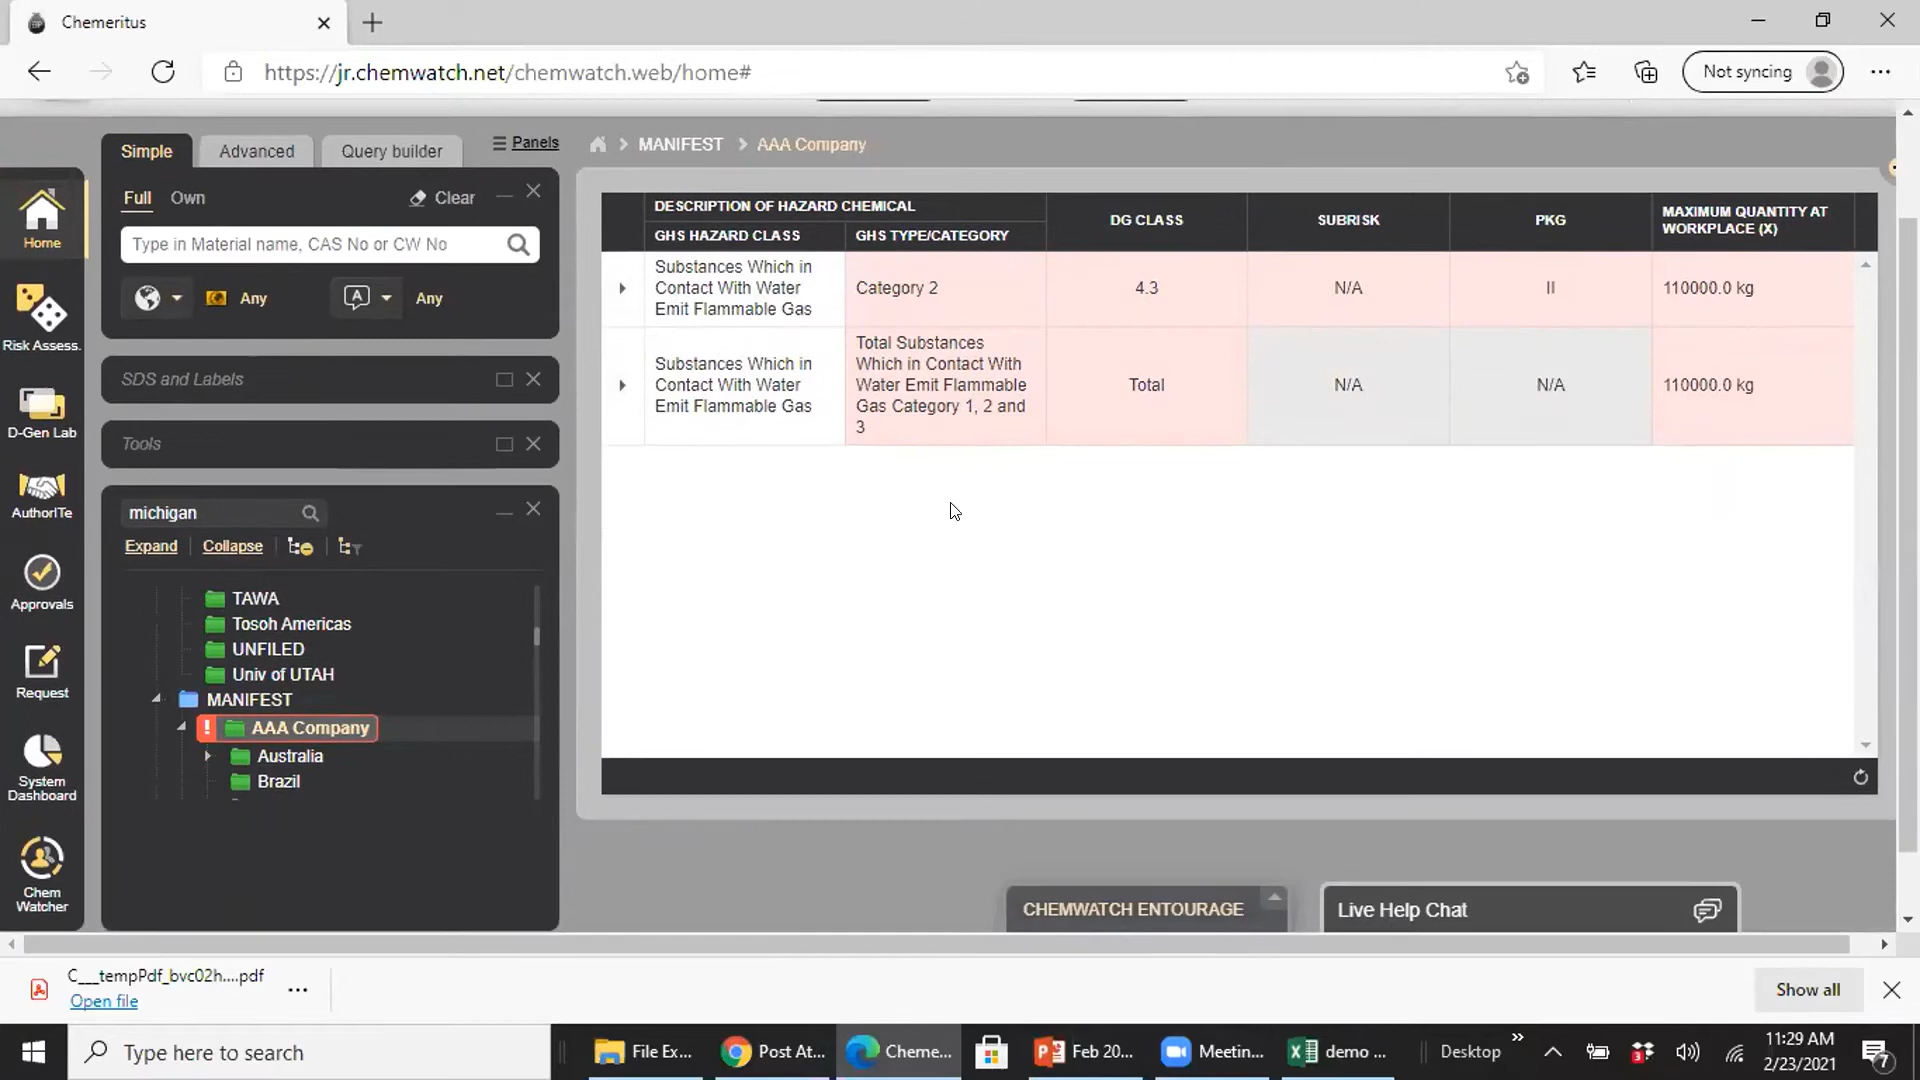 Chemeritus
https://jr.chemwatch.net/chemwatch.web/home#
Not syncing
Simple
Advanced
Query builder
Panels
Full
Own
Clear
Type in Material name, CAS No or CW No
Any
Any
SDS and Labels
Tools
michigan
Expand
Collapse
TAWA
Tosoh Americas
UNFILED
Univ of UTAH
MANIFEST
! AAA Company
Australia
Brazil
Home
Risk Assess.
D-Gen Lab
AuthorITe
Approvals
Request
System
Dashboard
Chem
Watcher
MANIFEST
AAA Company
DESCRIPTION OF HAZARD CHEMICAL
GHS HAZARD CLASS
GHS TYPE/CATEGORY
DG CLASS
SUBRISK
PKG
MAXIMUM QUANTITY AT
WORKPLACE (X)
Substances Which in
Contact With Water
Emit Flammable Gas
Category 2
4.3
N/A
II
110000.0 kg
Substances Which in
Contact With Water
Emit Flammable Gas
Total Substances
Which in Contact With
Water Emit Flammable
Gas Category 1, 2 and
3
Total
N/A
N/A
110000.0 kg
CHEMWATCH ENTOURAGE
Live Help Chat
C___tempPdf_bvc02h....pdf
Open file
Show all
Type here to search
File Ex...
Post At...
Cheme...
Feb 20...
Meetin...
demo ...
Desktop
3
11:29 AM
2/23/2021
7